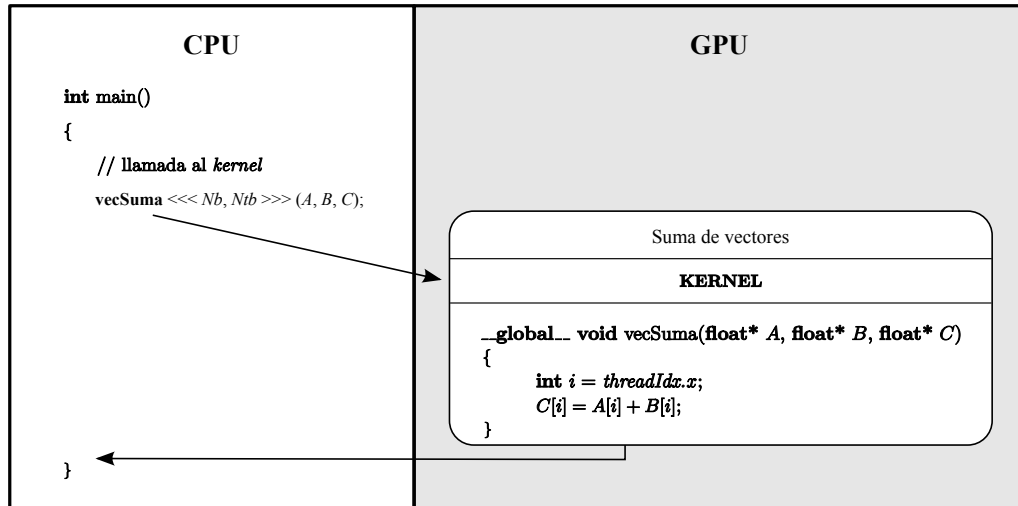 CPU
int main()
{
// llamada al kernel
vecSuma <<< Nb, Ntb >>> (A, B, C);
}
GPU
Suma de vectores
KERNEL
__global__ void vecSuma(float* A, float* B, float* C)
{
int i = threadIdx.x;
C[i] = A[i] + B[i];
}